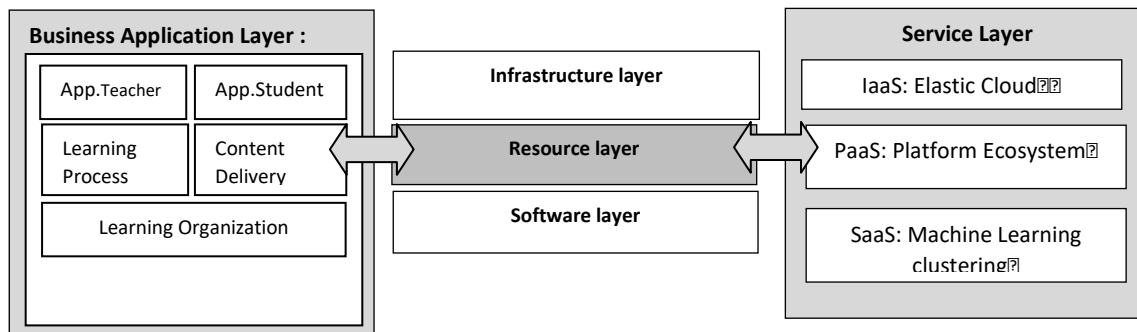 Business Application Layer :
App.Teacher
App.Student
Learning
Process
Content
Delivery
Learning Organization
Infrastructure layer
Resource layer
Software layer
Service Layer
IaaS: Elastic Cloud⍰⍰
PaaS: Platform Ecosystem⍰
SaaS: Machine Learning
clustering⍰